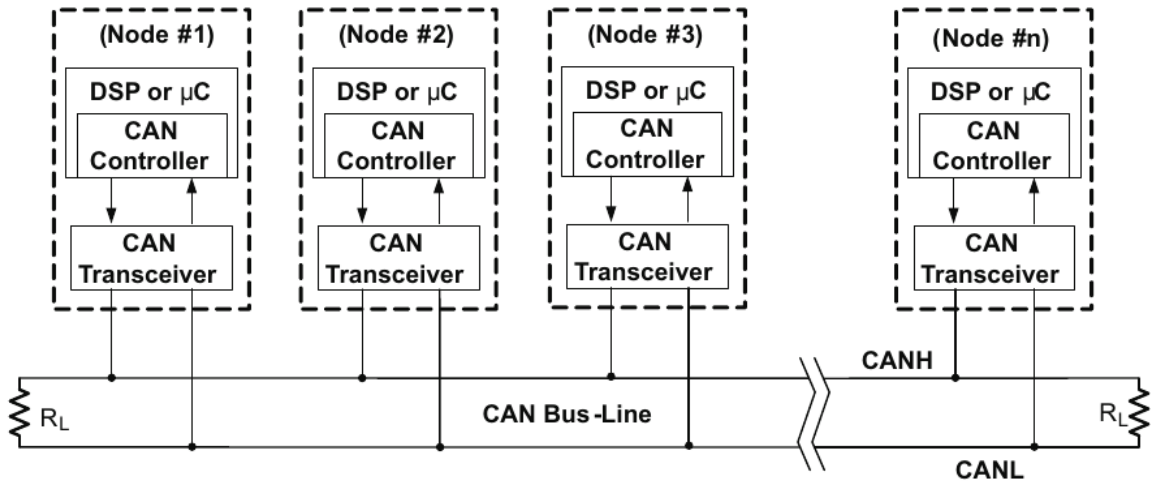 (Node #1)
DSP or μC
CAN
Controller
CAN
Transceiver
(Node #2)
DSP or μC
CAN
Controller
CAN
Transceiver
(Node #3)
DSP or μC
CAN
Controller
CAN
Transceiver
(Node #n)
DSP or μC
CAN
Controller
CAN
Transceiver
CANH
RL
CAN Bus-Line
RL
CANL